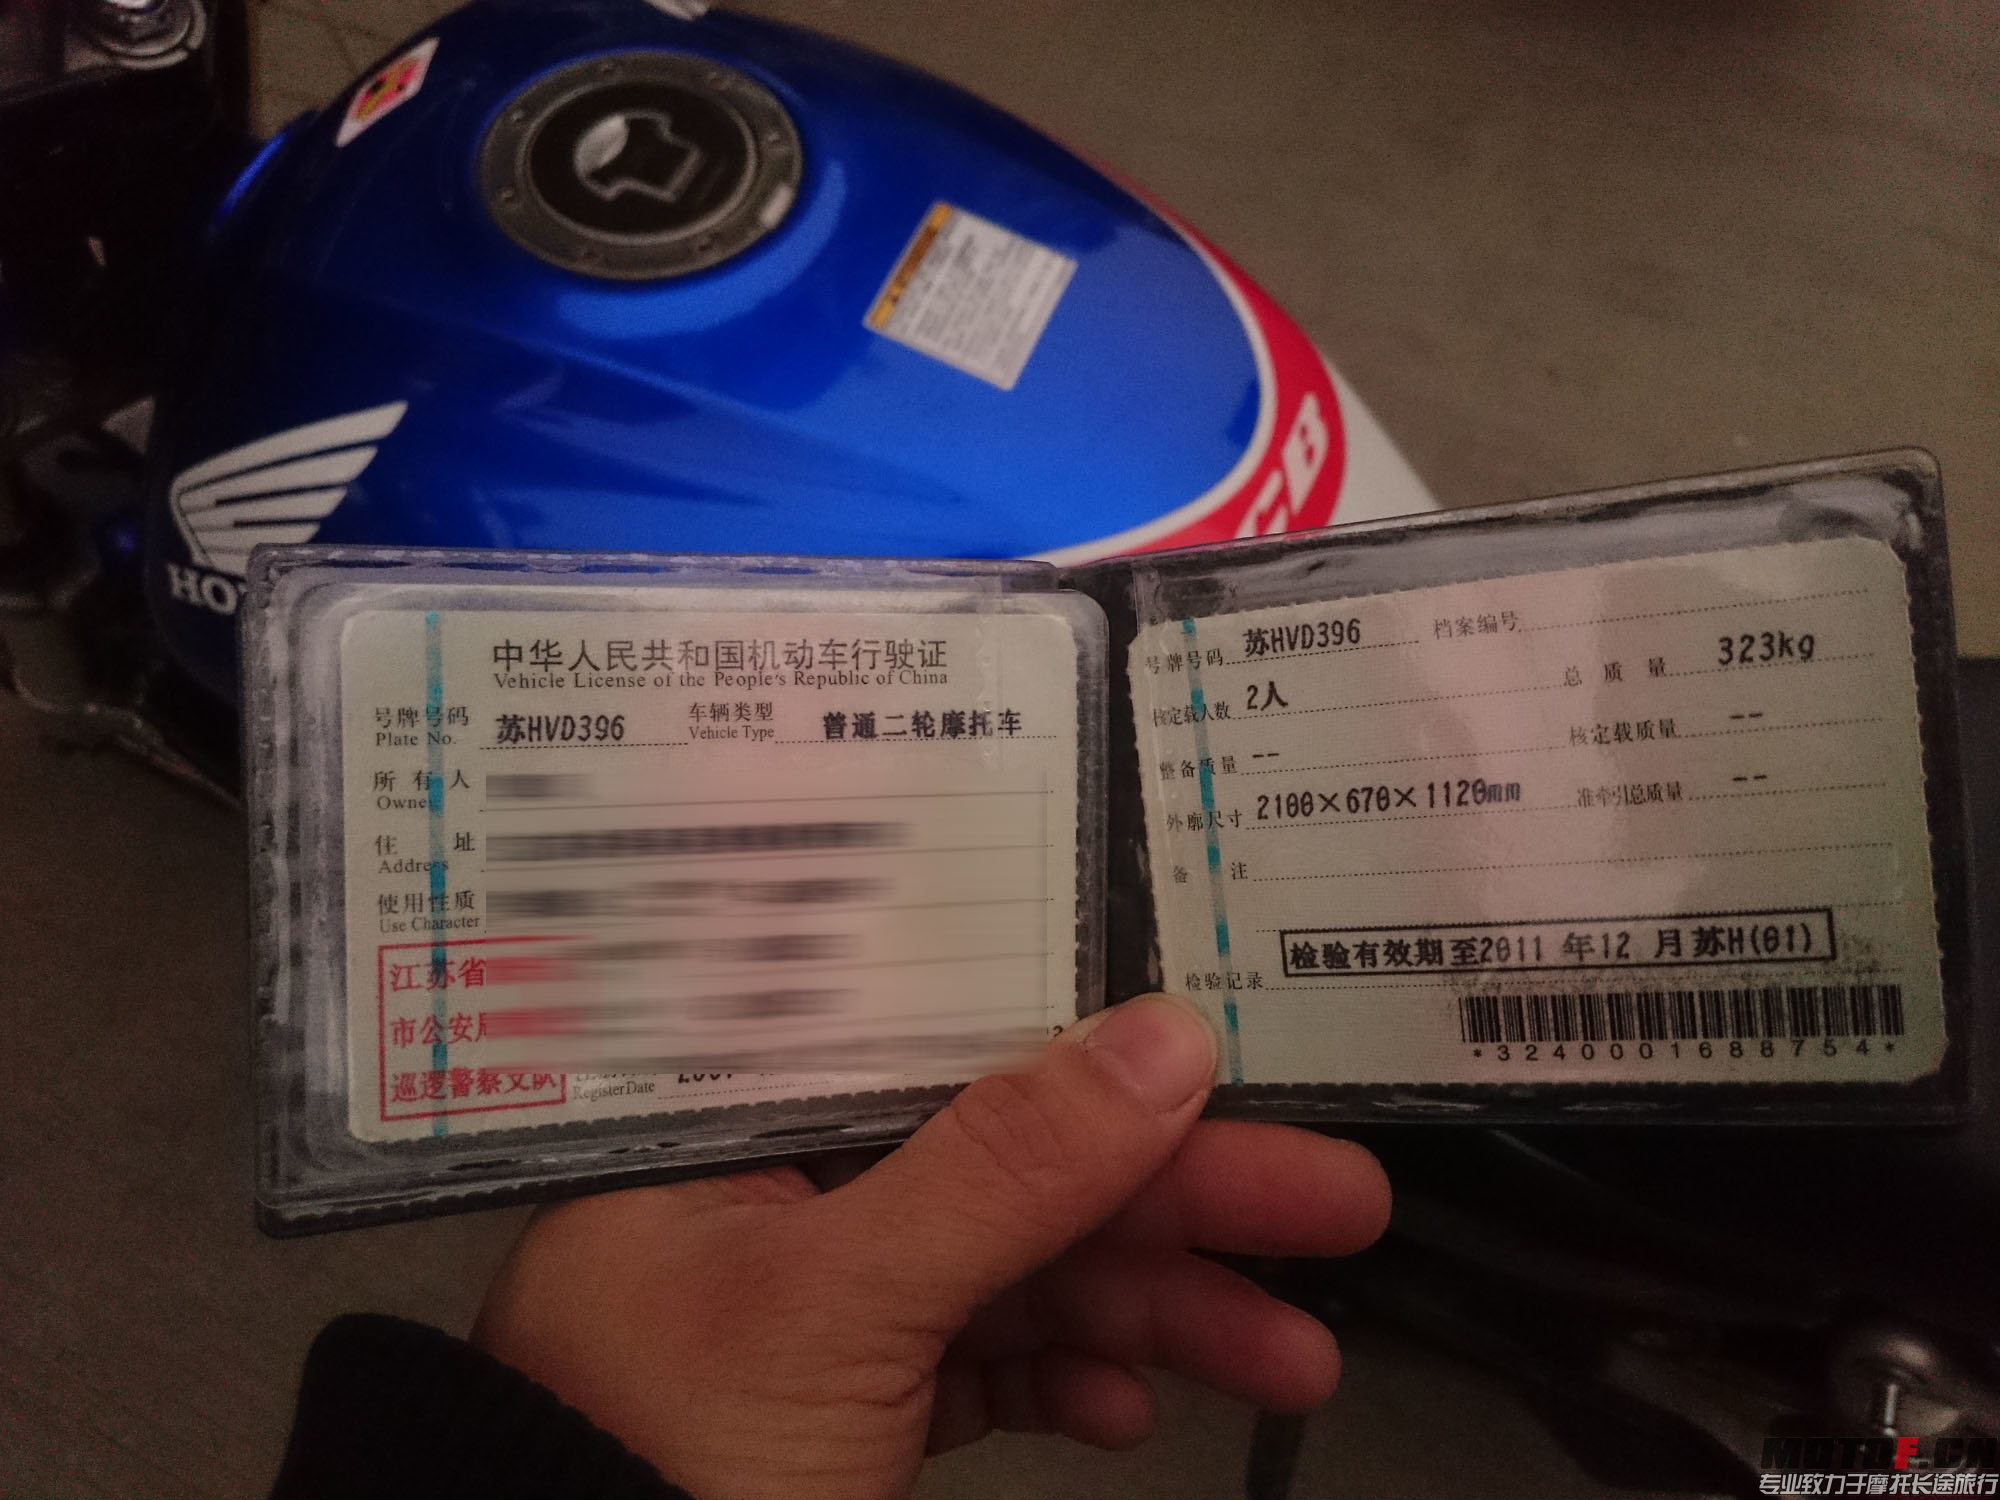 CB
HO
中华人民共和国机动车行驶证
Vehicle License of the People's Republic of China
号牌号码 苏HVD396 车辆类型 普通二轮摩托车
Plate No. Vehicle Type
所有人
Owner
住址
Address
使用性质
Use Character
江苏省
市公安局
巡逻警察支队
Register Date
号牌号码 苏HVD396 档案编号
核定载人数 2人 总质量 323kg
整备质量 -- 核定载质量 --
外廓尺寸 2100×670×1120mm 准牵引总质量 --
备注
检验有效期至2011年12月苏H(01)
检验记录
*3240001688754*
MOTOF.CN
专业致力于摩托长途旅行